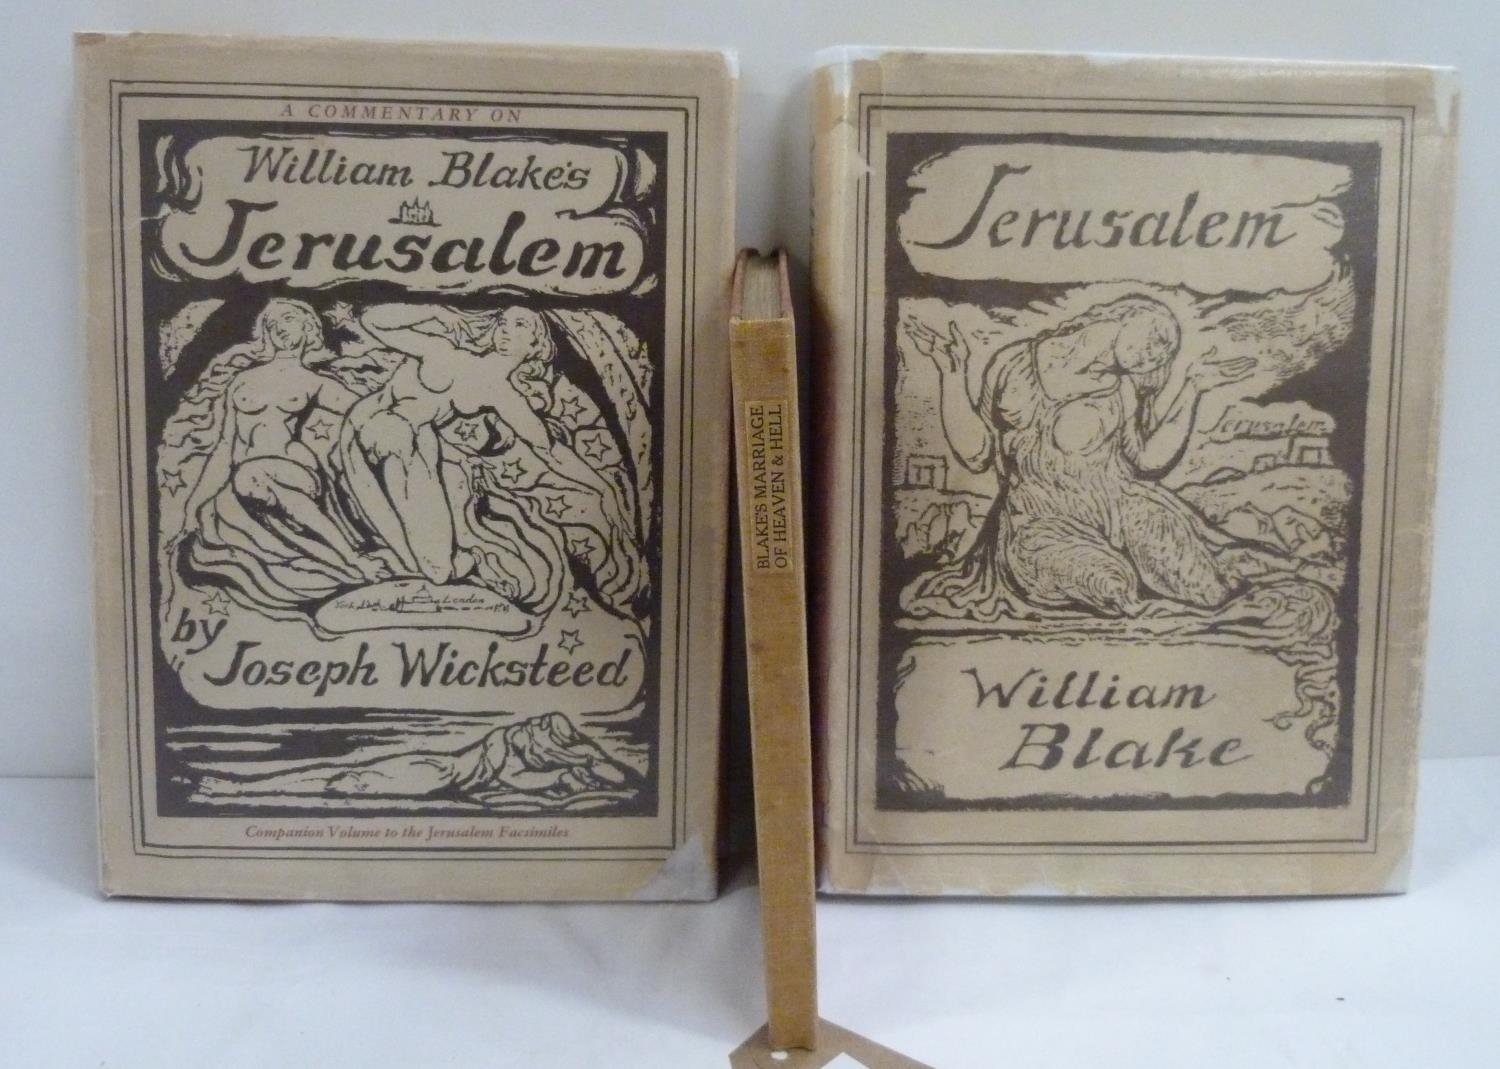 A COMMENTARY ON
William Blake's
Jerusalem
York
London
by
Joseph Wicksteed
Companion Volume to the Jerusalem Facsimiles
BLAKE'S MARRIAGE
OF HEAVEN & HELL
Jerusalem
Jerusalem
William
Blake